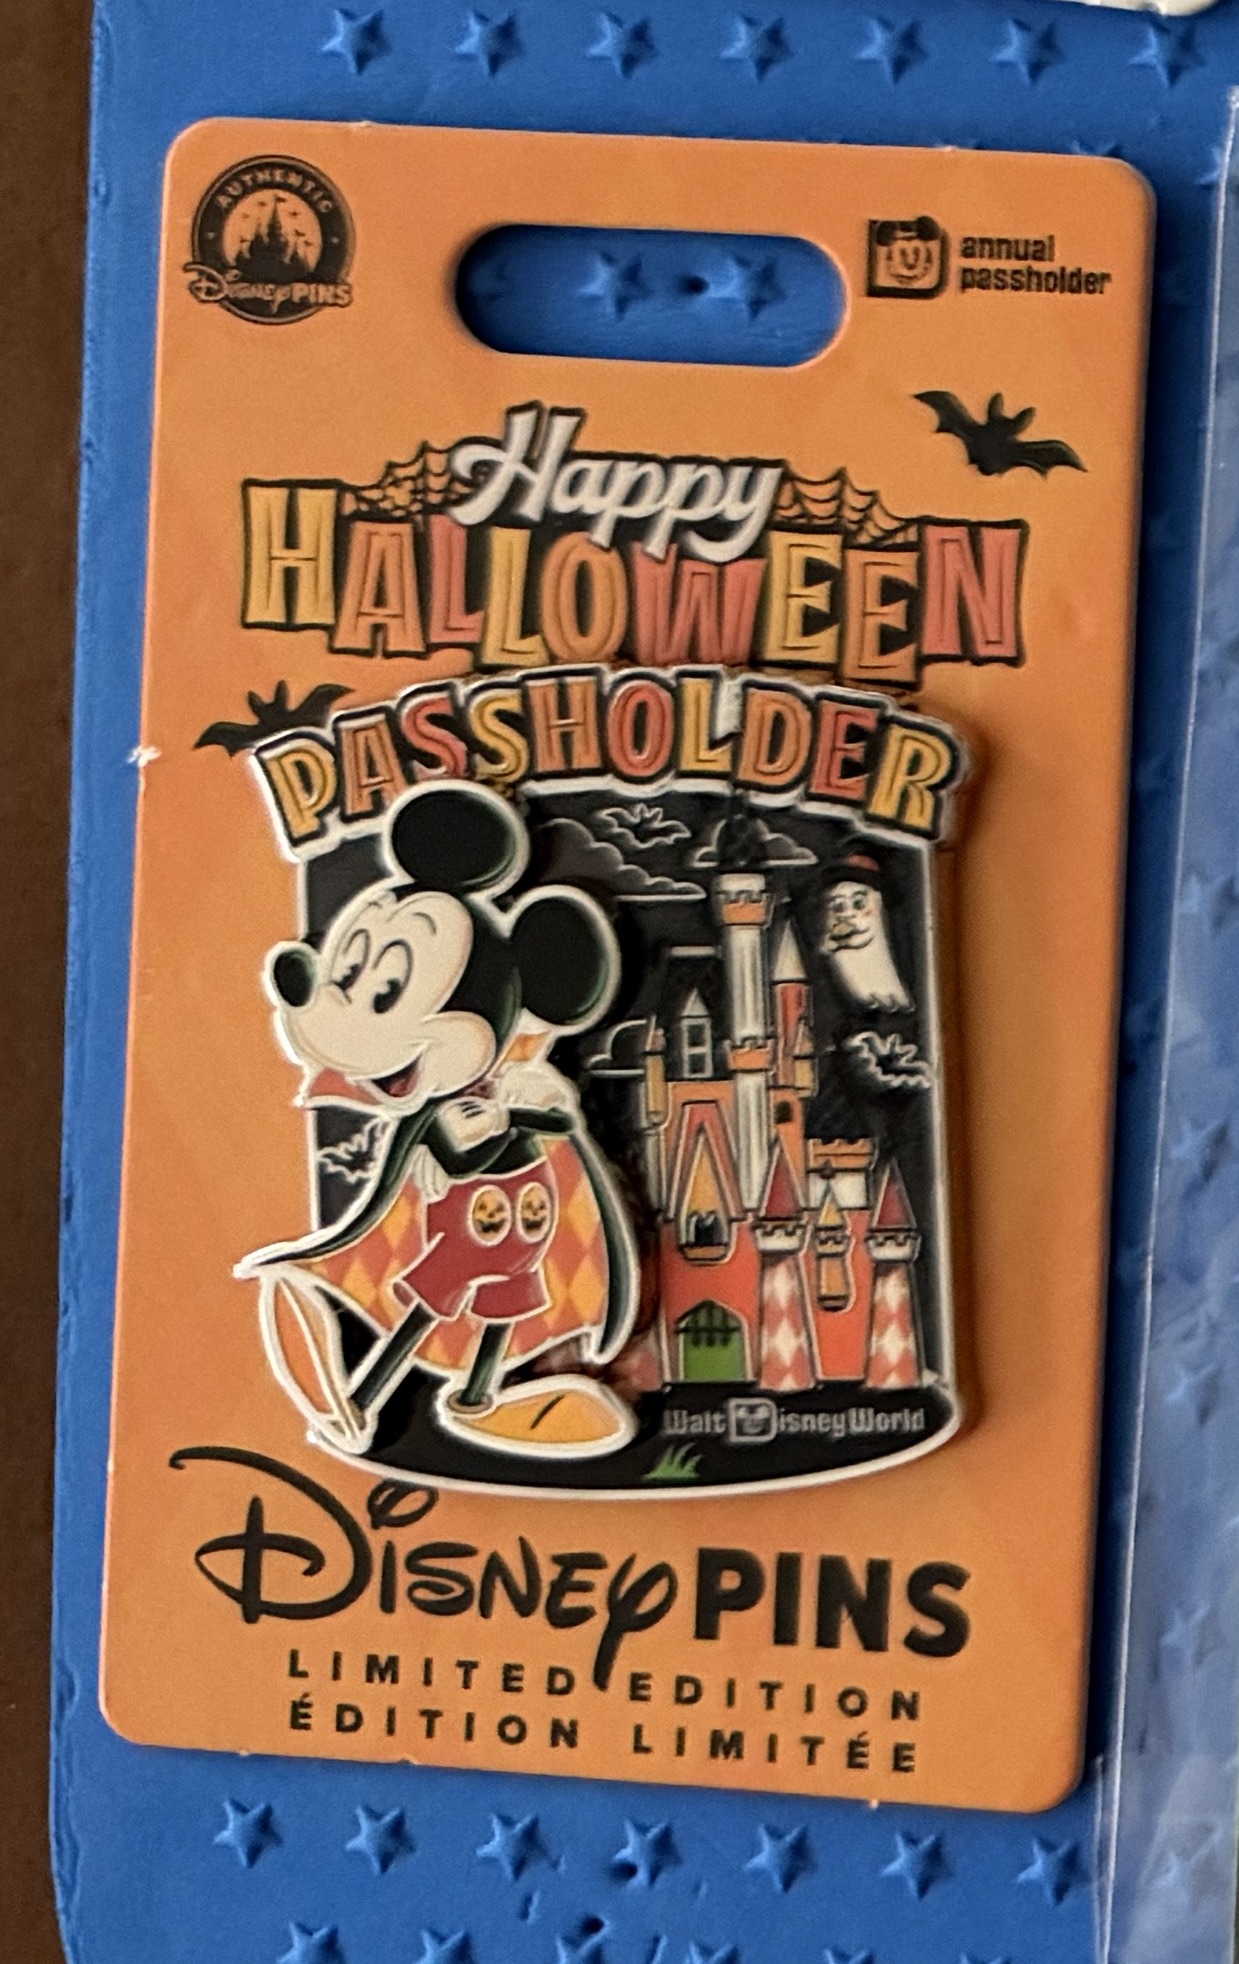 AUTHENTIC
Disney PINS
annual
passholder
Happy
HALLOWEEN
PASSHOLDER
Walt Disney World
Disney PINS
LIMITED EDITION
ÉDITION LIMITÉE